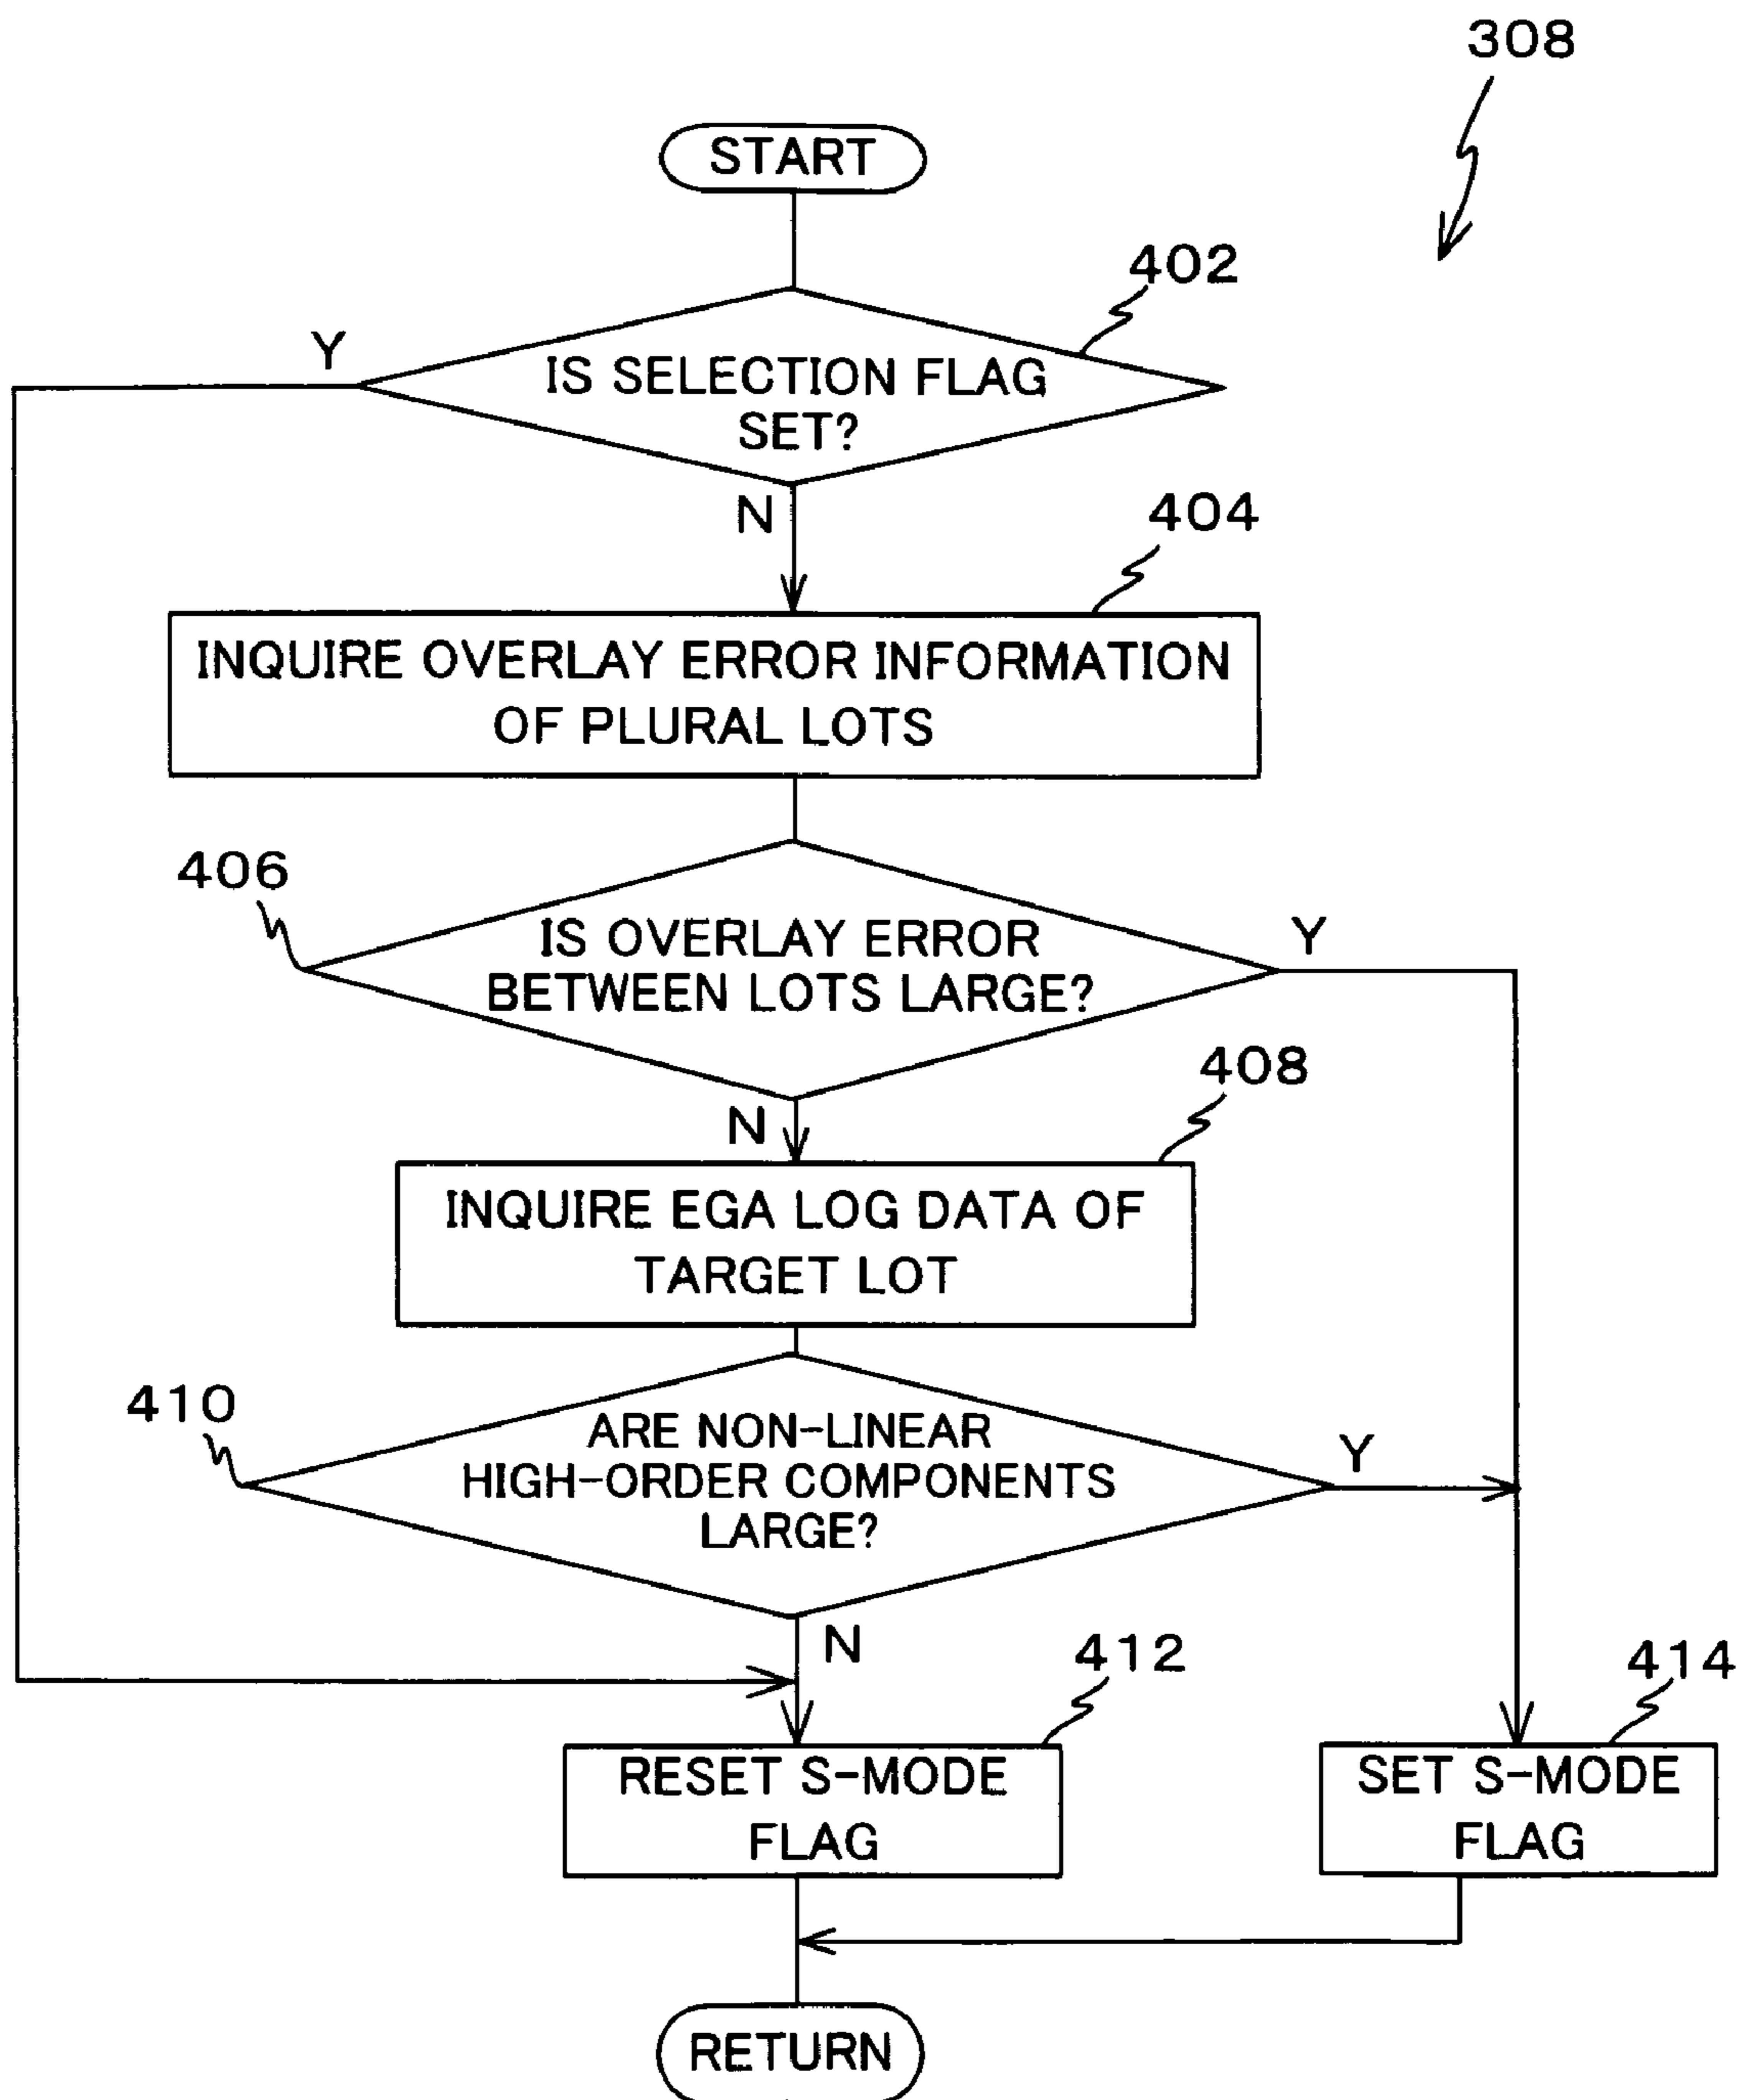 308
START
402
Y
IS SELECTION FLAG
SET?
N
404
INQUIRE OVERLAY ERROR INFORMATION
OF PLURAL LOTS
406
IS OVERLAY ERROR
BETWEEN LOTS LARGE?
Y
N
408
INQUIRE EGA LOG DATA OF
TARGET LOT
410
ARE NON-LINEAR
HIGH-ORDER COMPONENTS
LARGE?
Y
N
412
RESET S-MODE
FLAG
414
SET S-MODE
FLAG
RETURN